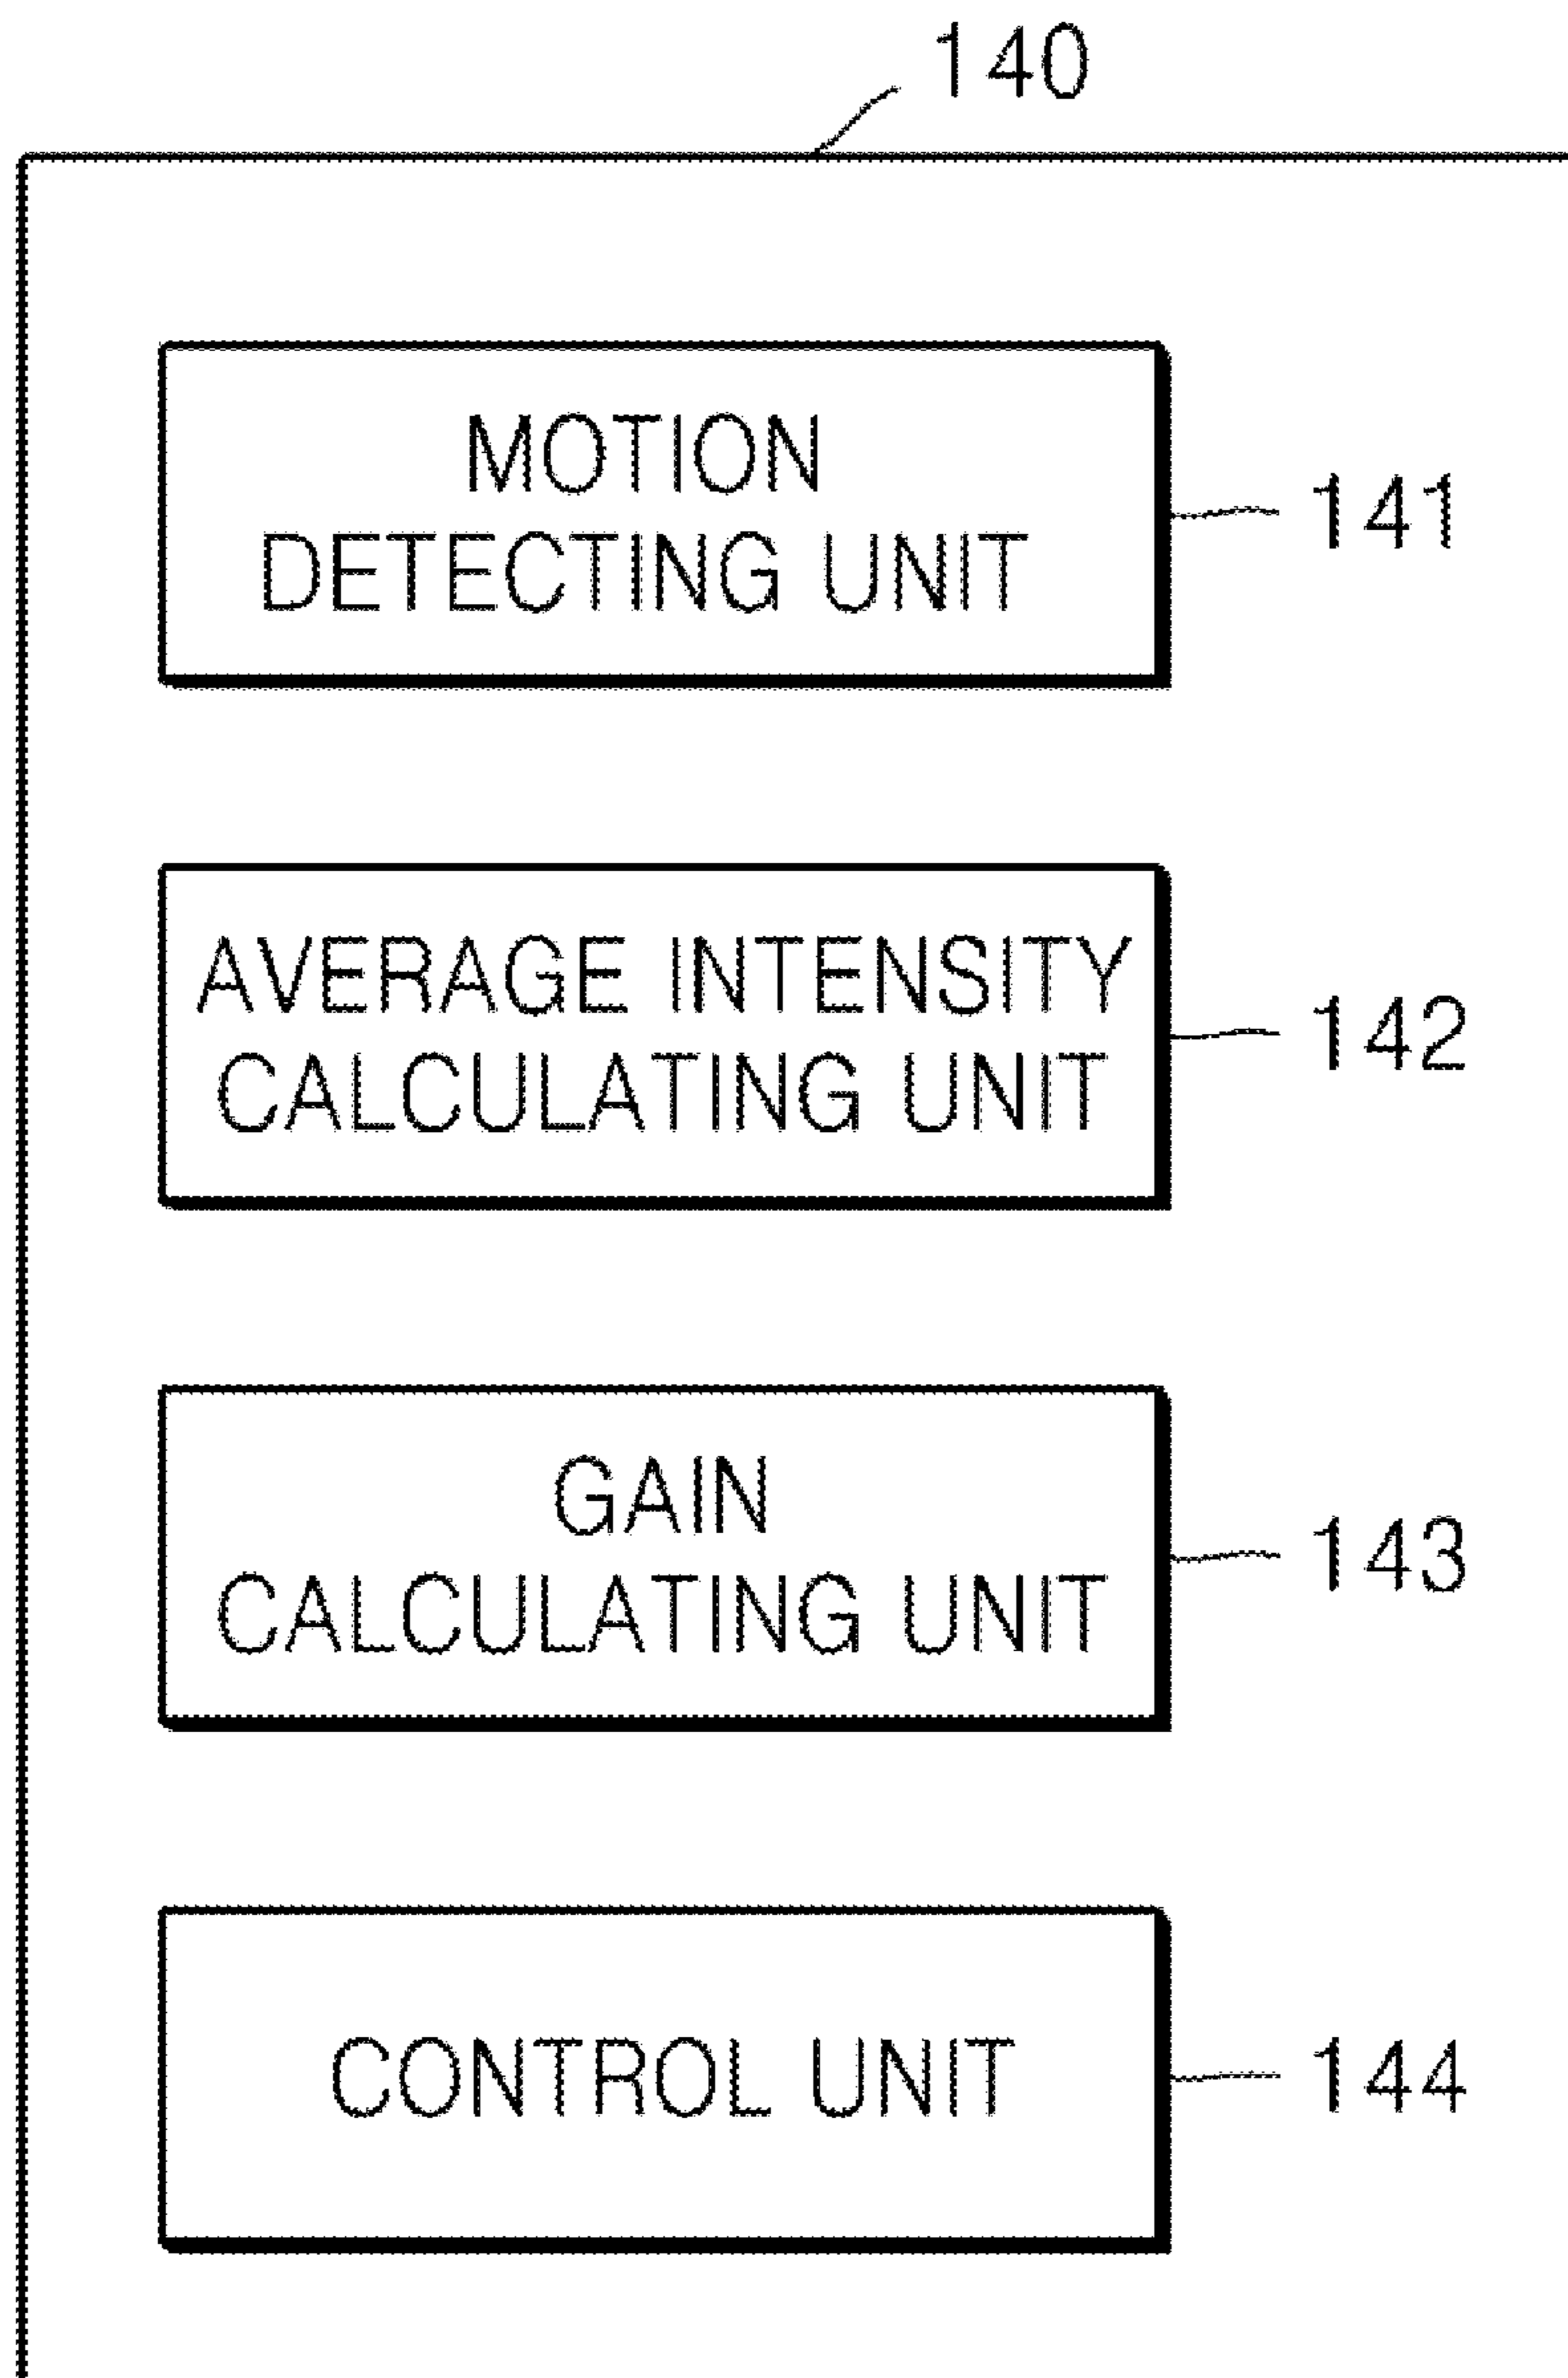 140
MOTION
DETECTING UNIT
141
AVERAGE INTENSITY
CALCULATING UNIT
142
GAIN
CALCULATING UNIT
143
CONTROL UNIT
144